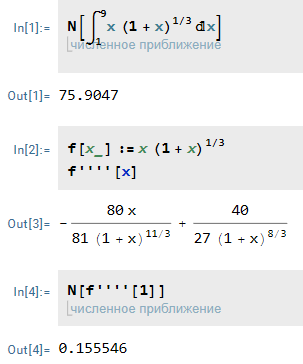 In[1]:= N[∫₁⁹ x (1 + x)^(1/3) ⅆx]
численное приближение
Out[1]= 75.9047
In[2]:= f[x_] := x (1 + x)^(1/3)
f''''[x]
Out[3]= - 80 x / 81 (1 + x)^(11/3) + 40 / 27 (1 + x)^(8/3)
In[4]:= N[f''''[1]]
численное приближение
Out[4]= 0.155546